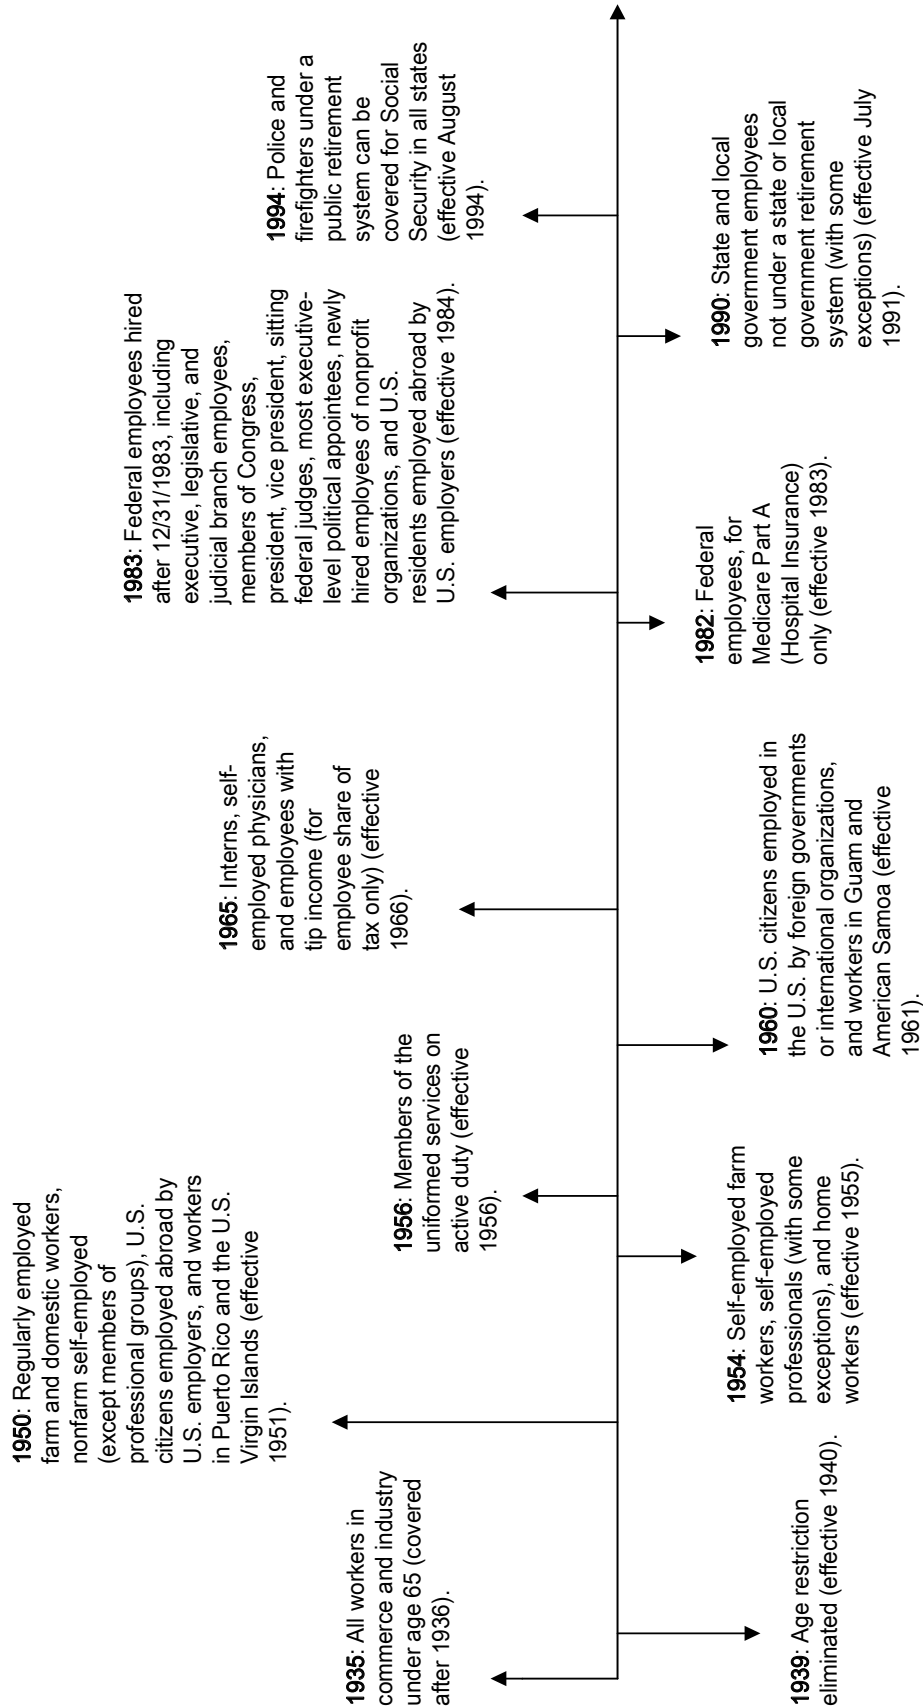 1935: All workers in
commerce and industry
under age 65 (covered
after 1936).
1939: Age restriction
eliminated (effective 1940).
1950: Regularly employed
farm and domestic workers,
nonfarm self-employed
(except members of
professional groups), U.S.
citizens employed abroad by
U.S. employers, and workers
in Puerto Rico and the U.S.
Virgin Islands (effective
1951).
1954: Self-employed farm
workers, self-employed
professionals (with some
exceptions), and home
workers (effective 1955).
1956: Members of the
uniformed services on
active duty (effective
1956).
1960: U.S. citizens employed in
the U.S. by foreign governments
or international organizations,
and workers in Guam and
American Samoa (effective
1961).
1965: Interns, self-
employed physicians,
and employees with
tip income (for
employee share of
tax only) (effective
1966).
1982: Federal
employees, for
Medicare Part A
(Hospital Insurance)
only (effective 1983).
1983: Federal employees hired
after 12/31/1983, including
executive, legislative, and
judicial branch employees,
members of Congress,
president, vice president, sitting
federal judges, most executive-
level political appointees, newly
hired employees of nonprofit
organizations, and U.S.
residents employed abroad by
U.S. employers (effective 1984).
1990: State and local
government employees
not under a state or local
government retirement
system (with some
exceptions) (effective July
1991).
1994: Police and
firefighters under a
public retirement
system can be
covered for Social
Security in all states
(effective August
1994).